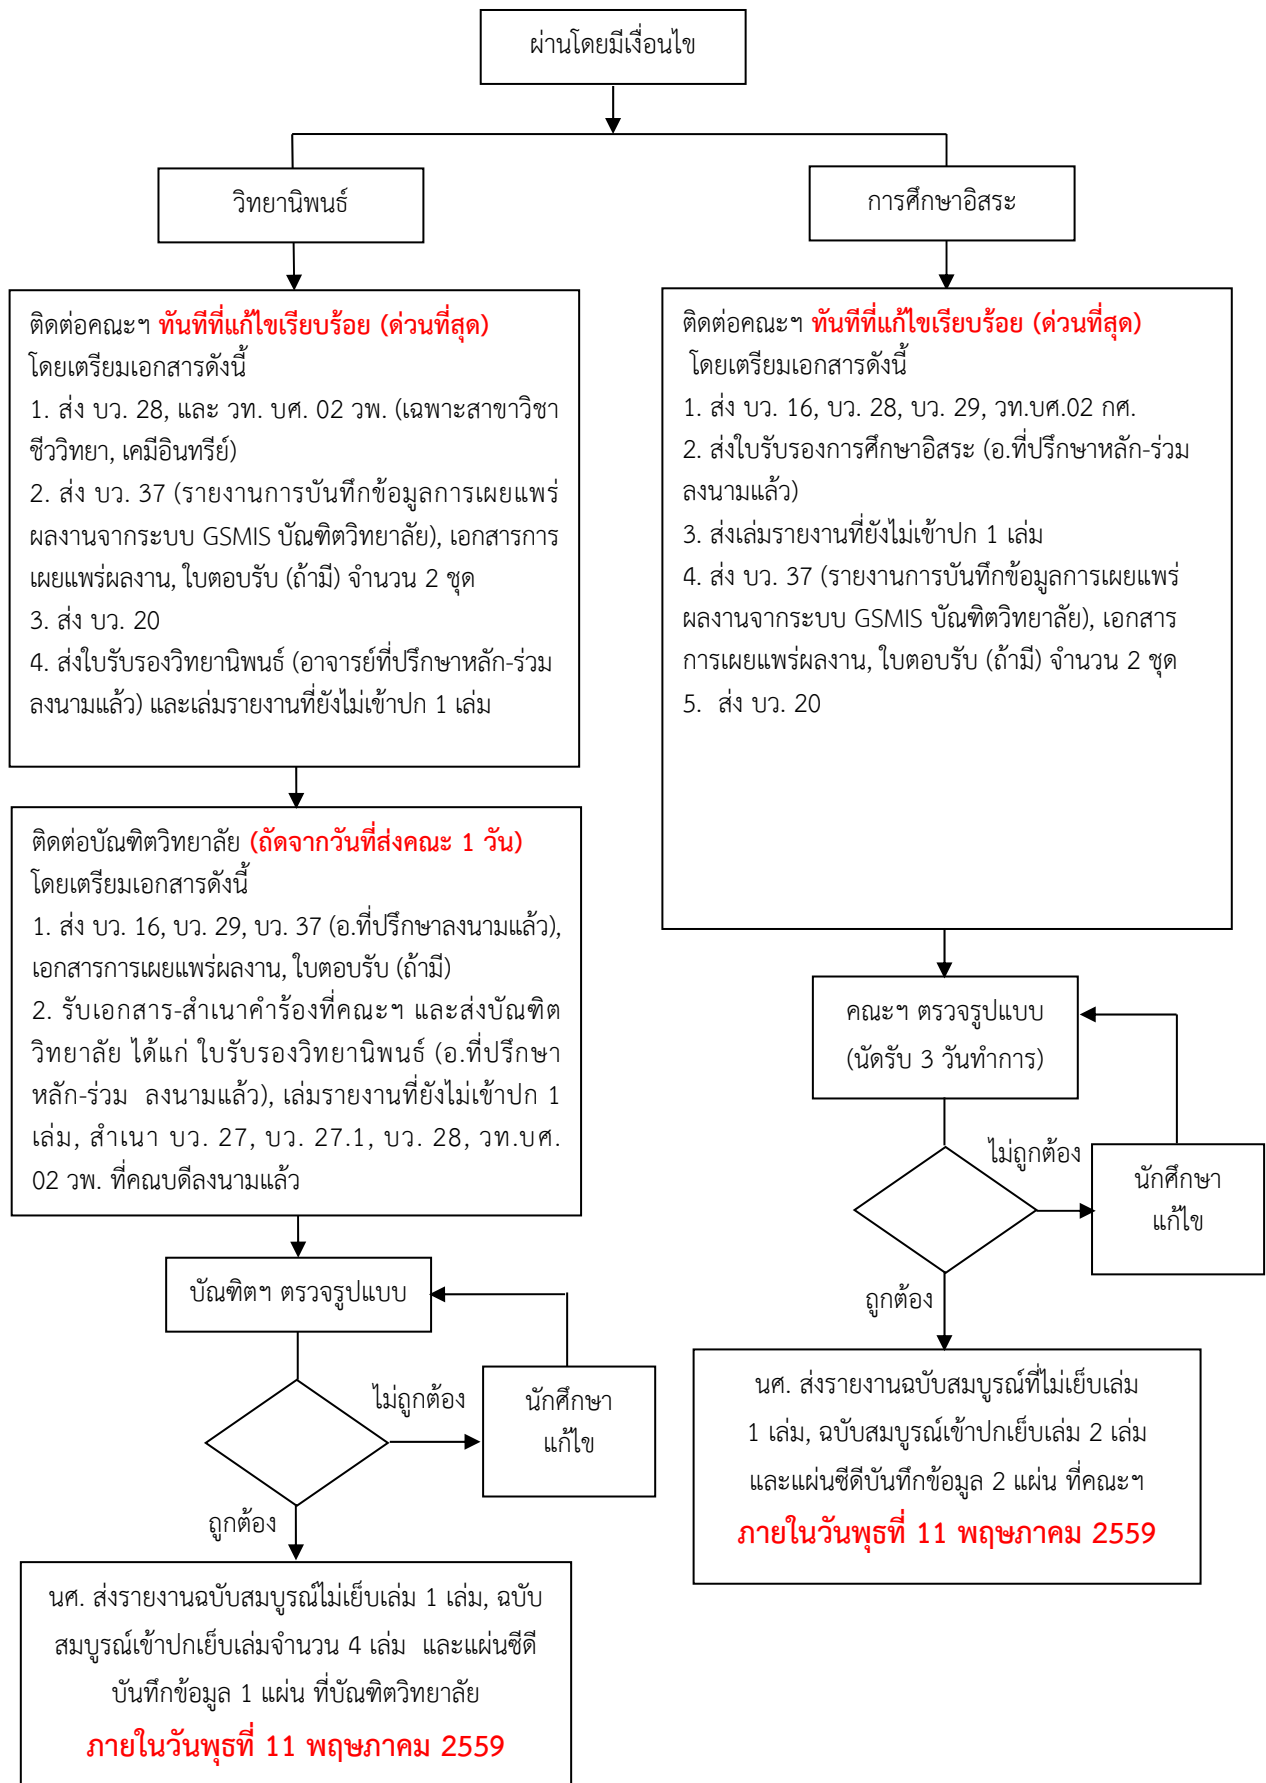 ผ่านโดยมีเงื่อนไข
วิทยานิพนธ์
การศึกษาอิสระ
ติดต่อคณะฯ ทันทีที่แก้ไขเรียบร้อย (ด่วนที่สุด)
โดยเตรียมเอกสารดังนี้
1. ส่ง บว. 28, และ วท. บศ. 02 วพ. (เฉพาะสาขาวิชา
ชีววิทยา, เคมีอินทรีย์)
2. ส่ง บว. 37 (รายงานการบันทึกข้อมูลการเผยแพร่
ผลงานจากระบบ GSMIS บัณฑิตวิทยาลัย), เอกสารการ
เผยแพร่ผลงาน, ใบตอบรับ (ถ้ามี) จำนวน 2 ชุด
3. ส่ง บว. 20
4. ส่งใบรับรองวิทยานิพนธ์ (อาจารย์ที่ปรึกษาหลัก-ร่วม
ลงนามแล้ว) และเล่มรายงานที่ยังไม่เข้าปก 1 เล่ม
ติดต่อบัณฑิตวิทยาลัย (ถัดจากวันที่ส่งคณะ 1 วัน)
โดยเตรียมเอกสารดังนี้
1. ส่ง บว. 16, บว. 29, บว. 37 (อ.ที่ปรึกษาลงนามแล้ว),
เอกสารการเผยแพร่ผลงาน, ใบตอบรับ (ถ้ามี)
2. รับเอกสาร-สำเนาคำร้องที่คณะฯ และส่งบัณฑิต
วิทยาลัย ได้แก่ ใบรับรองวิทยานิพนธ์ (อ.ที่ปรึกษา
หลัก-ร่วม ลงนามแล้ว), เล่มรายงานที่ยังไม่เข้าปก 1
เล่ม, สำเนา บว. 27, บว. 27.1, บว. 28, วท.บศ.
02 วพ. ที่คณบดีลงนามแล้ว
บัณฑิตฯ ตรวจรูปแบบ
ไม่ถูกต้อง
นักศึกษา
แก้ไข
ถูกต้อง
นศ. ส่งรายงานฉบับสมบูรณ์ไม่เย็บเล่ม 1 เล่ม, ฉบับ
สมบูรณ์เข้าปกเย็บเล่มจำนวน 4 เล่ม และแผ่นซีดี
บันทึกข้อมูล 1 แผ่น ที่บัณฑิตวิทยาลัย
ภายในวันพุธที่ 11 พฤษภาคม 2559
ติดต่อคณะฯ ทันทีที่แก้ไขเรียบร้อย (ด่วนที่สุด)
โดยเตรียมเอกสารดังนี้
1. ส่ง บว. 16, บว. 28, บว. 29, วท.บศ.02 กศ.
2. ส่งใบรับรองการศึกษาอิสระ (อ.ที่ปรึกษาหลัก-ร่วม
ลงนามแล้ว)
3. ส่งเล่มรายงานที่ยังไม่เข้าปก 1 เล่ม
4. ส่ง บว. 37 (รายงานการบันทึกข้อมูลการเผยแพร่
ผลงานจากระบบ GSMIS บัณฑิตวิทยาลัย), เอกสาร
การเผยแพร่ผลงาน, ใบตอบรับ (ถ้ามี) จำนวน 2 ชุด
5. ส่ง บว. 20
คณะฯ ตรวจรูปแบบ
(นัดรับ 3 วันทำการ)
ไม่ถูกต้อง
นักศึกษา
แก้ไข
ถูกต้อง
นศ. ส่งรายงานฉบับสมบูรณ์ที่ไม่เย็บเล่ม
1 เล่ม, ฉบับสมบูรณ์เข้าปกเย็บเล่ม 2 เล่ม
และแผ่นซีดีบันทึกข้อมูล 2 แผ่น ที่คณะฯ
ภายในวันพุธที่ 11 พฤษภาคม 2559